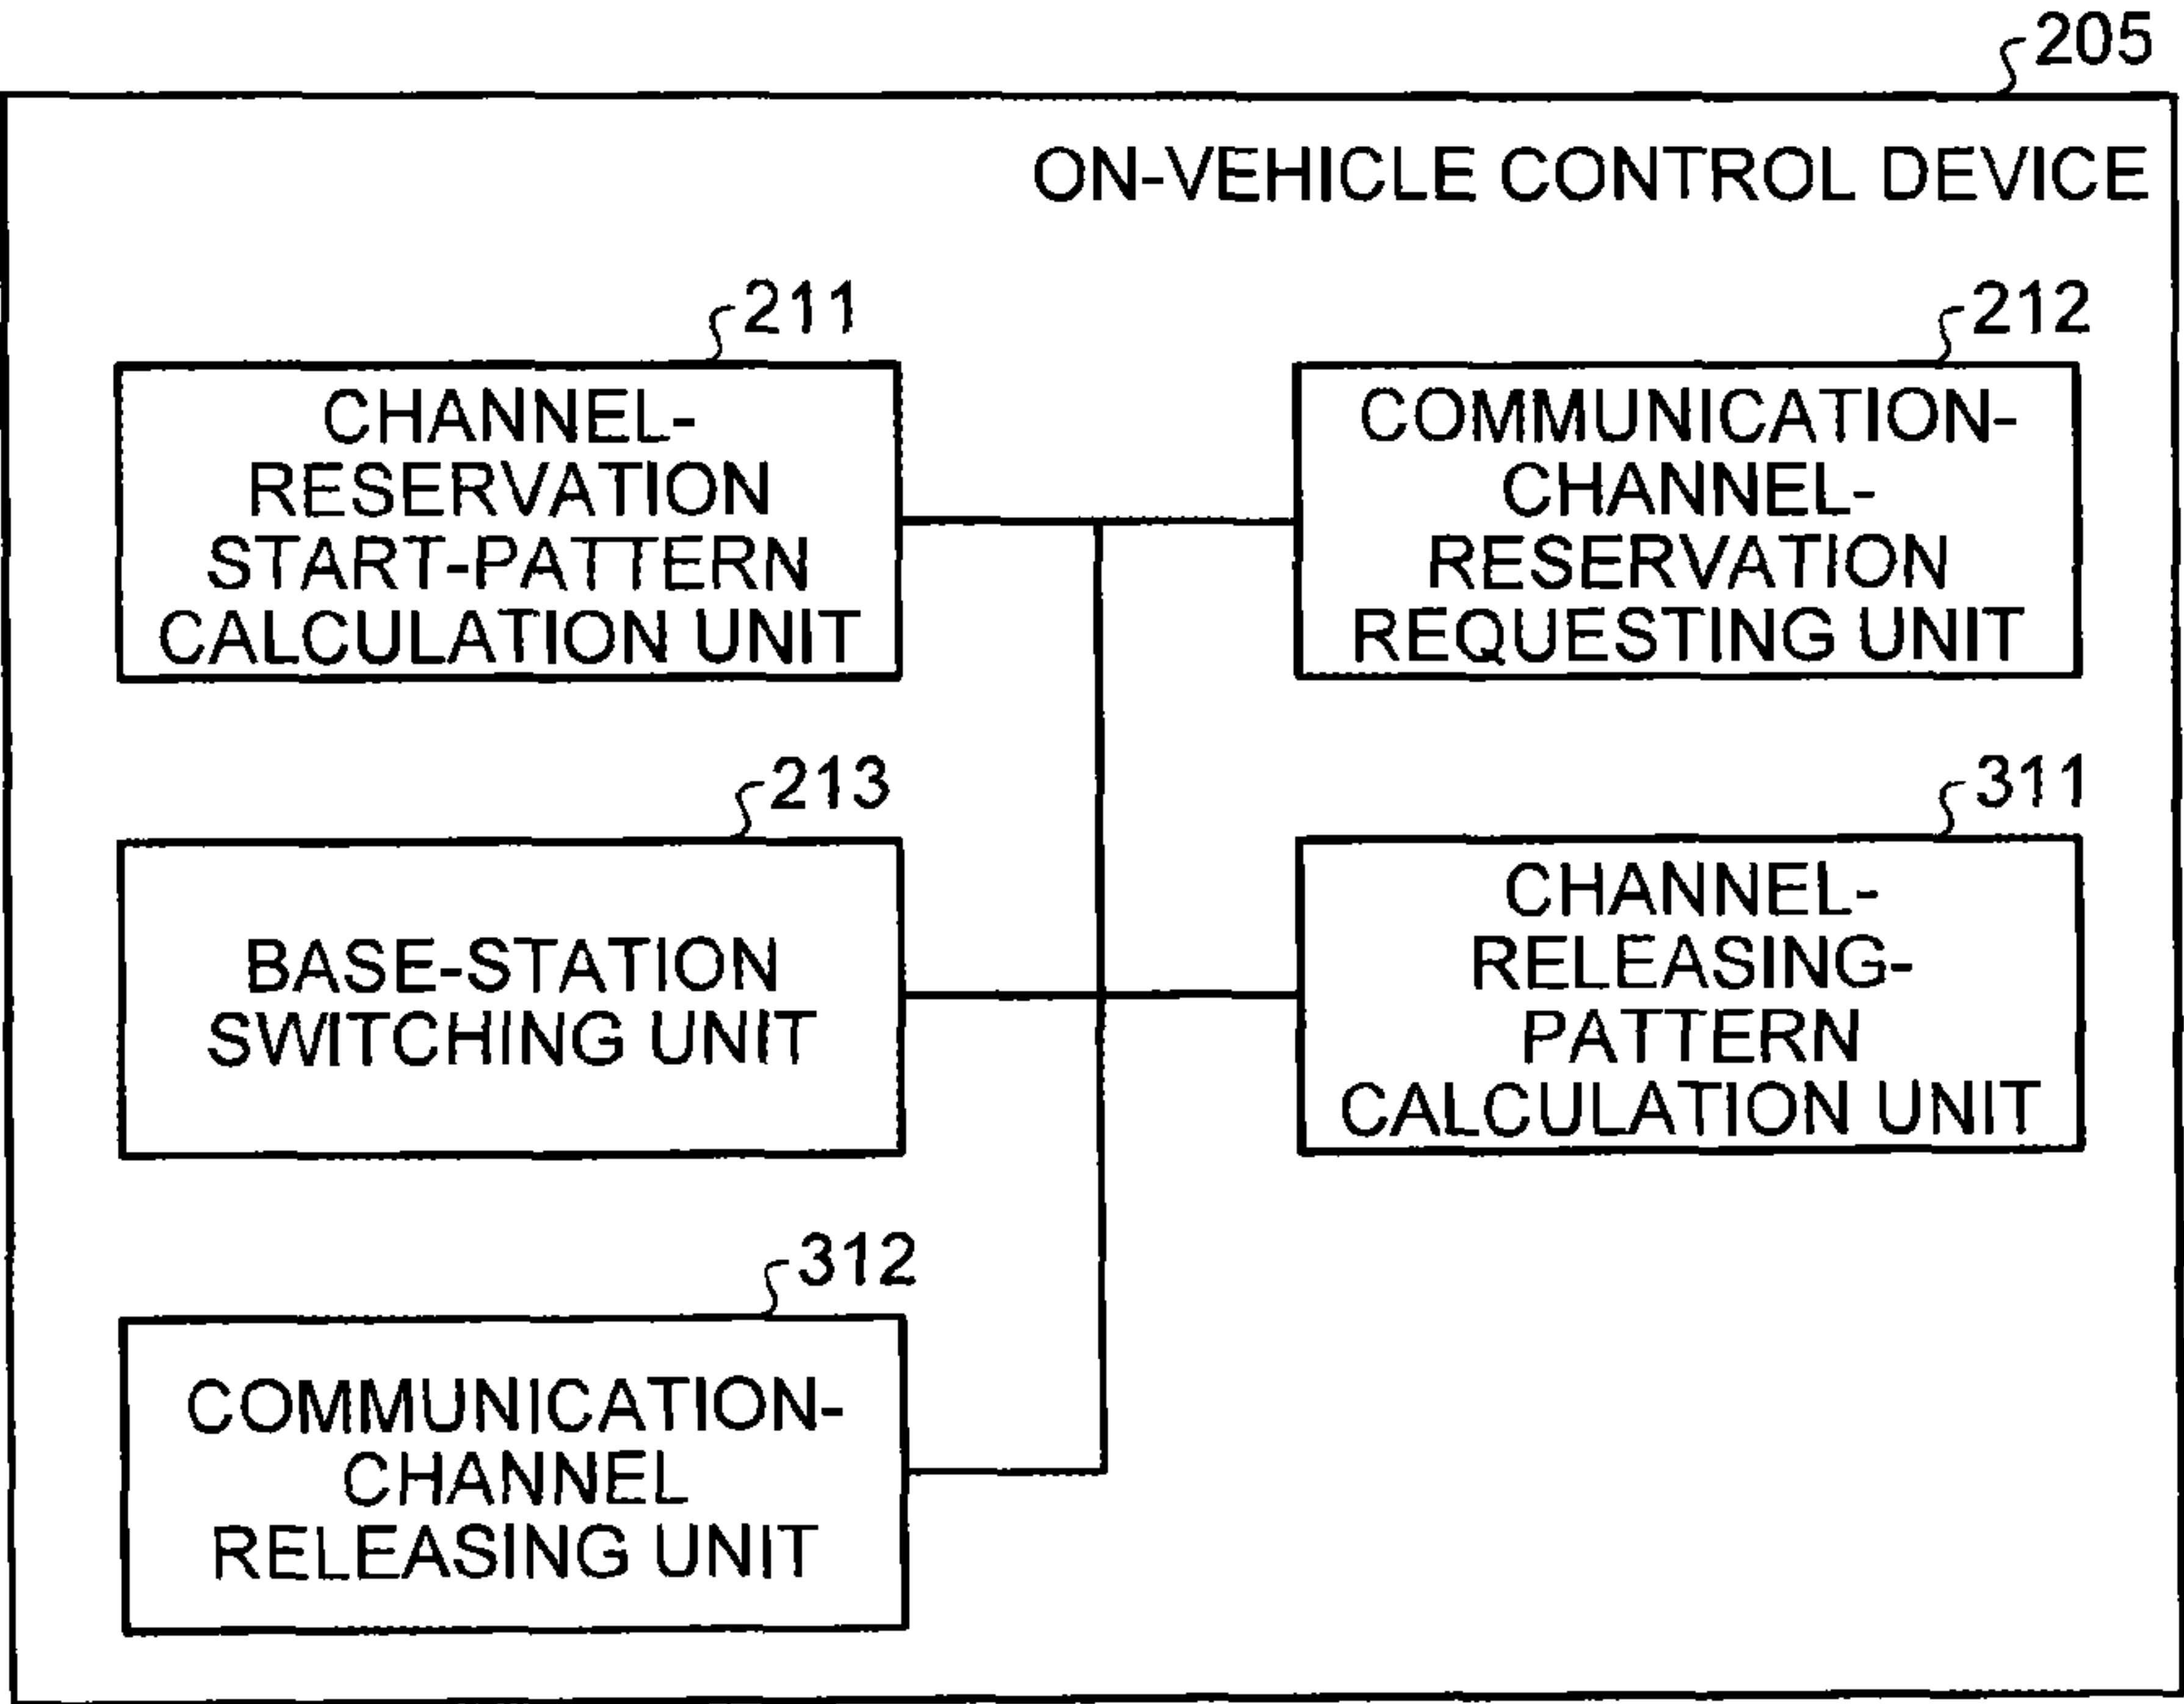 205
ON-VEHICLE CONTROL DEVICE
211
CHANNEL-
RESERVATION
START-PATTERN
CALCULATION UNIT
212
COMMUNICATION-
CHANNEL-
RESERVATION
REQUESTING UNIT
213
BASE-STATION
SWITCHING UNIT
311
CHANNEL-
RELEASING-
PATTERN
CALCULATION UNIT
312
COMMUNICATION-
CHANNEL
RELEASING UNIT